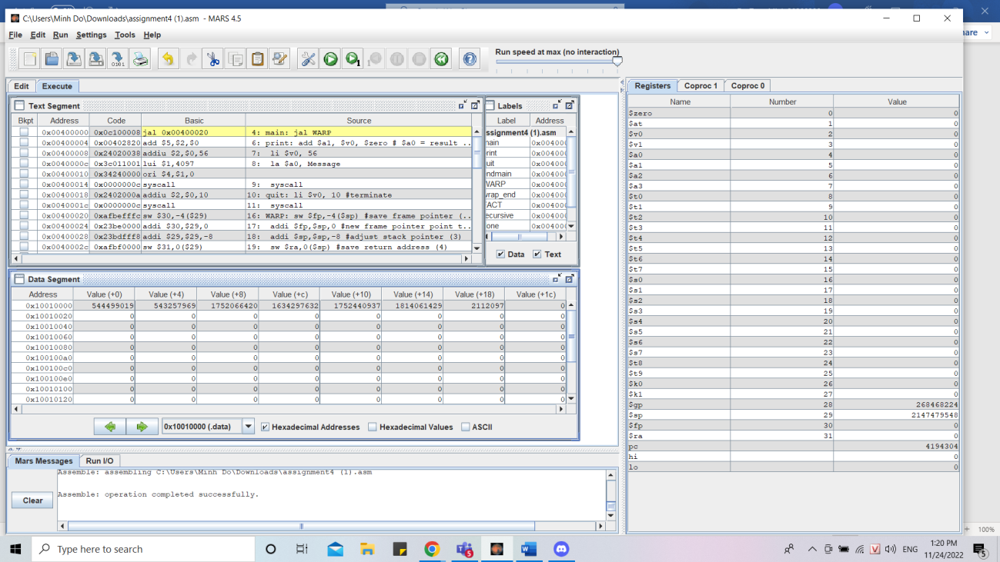 C:\Users\Minh Do\Downloads\assignment4 (1).asm - MARS 4.5
File Edit Run Settings Tools Help
Run speed at max (no interaction)
Edit Execute
Text Segment
Bkpt Address Code Basic Source
0x00400000 0x0c100008 jal 0x00400020 4: main: jal WARP
0x00400004 0x00402820 add $5,$2,$0 6: print: add $a1, $v0, $zero # $a0 = result ..
0x00400008 0x24020038 addiu $2,$0,56 7: li $v0, 56
0x0040000c 0x3c011001 lui $1,4097 8: la $a0, Message
0x00400010 0x34240000 ori $4,$1,0
0x00400014 0x0000000c syscall 9: syscall
0x00400018 0x2402000a addiu $2,$0,10 10: quit: li $v0, 10 #terminate
0x0040001c 0x0000000c syscall 11: syscall
0x00400020 0xafbefffc sw $30,-4($29) 16: WARP: sw $fp,-4($sp) #save frame pointer (..
0x00400024 0x23be0000 addi $30,$29,0 17: addi $fp,$sp,0 #new frame pointer point t..
0x00400028 0x23bdfff8 addi $29,$29,-8 18: addi $sp,$sp,-8 #adjust stack pointer (3)
0x0040002c 0xafbf0000 sw $31,0($29) 19: sw $ra,0($sp) #save return address (4)
Labels
Label Address
ssignment4 (1).asm
nain 0x00400
rint 0x00400
uit 0x00400
ndmain 0x00400
VARP 0x00400
vrap_end 0x00400
ACT 0x00400
ecursive 0x00400
one 0x00400
Data Text
Data Segment
Address Value (+0) Value (+4) Value (+8) Value (+c) Value (+10) Value (+14) Value (+18) Value (+1c)
0x10010000 544499019 543257969 1752066420 1634297632 1752440937 1814061429 2112097 0
0x10010020 0 0 0 0 0 0 0 0
0x10010040 0 0 0 0 0 0 0 0
0x10010060 0 0 0 0 0 0 0 0
0x10010080 0 0 0 0 0 0 0 0
0x100100a0 0 0 0 0 0 0 0 0
0x100100c0 0 0 0 0 0 0 0 0
0x100100e0 0 0 0 0 0 0 0 0
0x10010100 0 0 0 0 0 0 0 0
0x10010120 0 0 0 0 0 0 0 0
0x10010000 (.data) Hexadecimal Addresses Hexadecimal Values ASCII
Mars Messages Run I/O
Assemble: assembling C:\Users\Minh Do\Downloads\assignment4 (1).asm
Assemble: operation completed successfully.
Clear
Registers Coproc 1 Coproc 0
Name Number Value
$zero 0 0
$at 1 0
$v0 2 0
$v1 3 0
$a0 4 0
$a1 5 0
$a2 6 0
$a3 7 0
$t0 8 0
$t1 9 0
$t2 10 0
$t3 11 0
$t4 12 0
$t5 13 0
$t6 14 0
$t7 15 0
$s0 16 0
$s1 17 0
$s2 18 0
$s3 19 0
$s4 20 0
$s5 21 0
$s6 22 0
$s7 23 0
$t8 24 0
$t9 25 0
$k0 26 0
$k1 27 0
$gp 28 268468224
$sp 29 2147479548
$fp 30 0
$ra 31 0
pc 4194304
hi 0
lo 0
are
100%
Type here to search
ENG
1:20 PM
11/24/2022
5
5